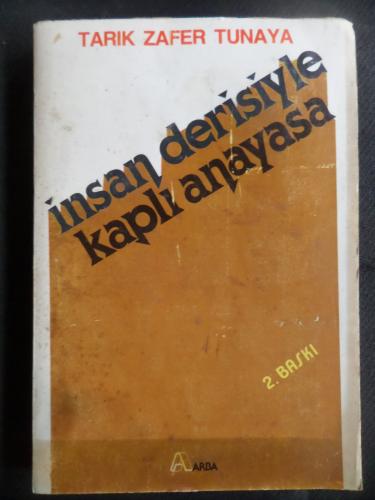 TARIK ZAFER TUNAYA
insan derisiyle
kaplı anayasa
2. BASKI
ARBA